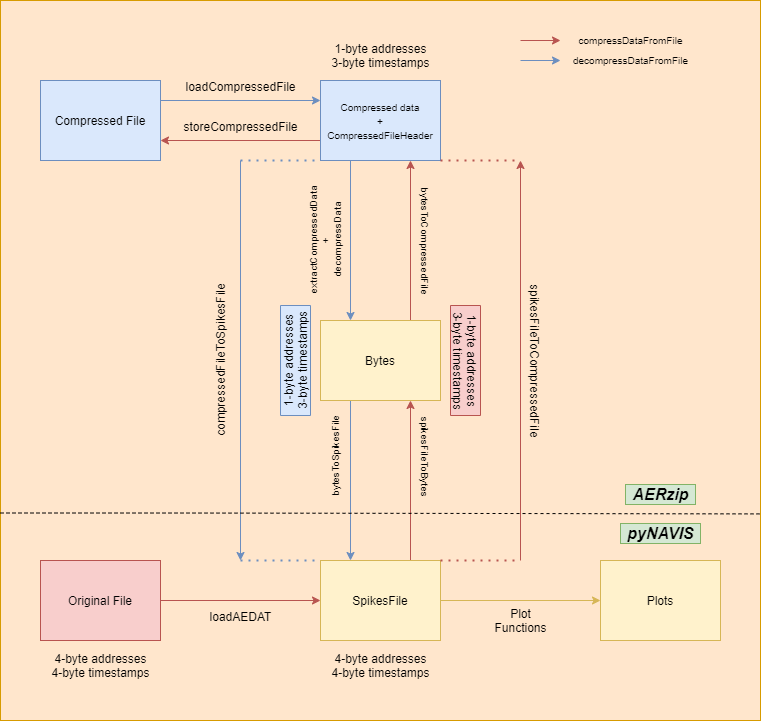 1-byte addresses
3-byte timestamps
compressDataFromFile
decompressDataFromFile
Compressed File
loadCompressedFile
storeCompressedFile
Compressed data
+
CompressedFileHeader
extractCompressedData
+
decompressData
bytesToCompressedFile
compressedFileToSpikesFile
spikesFileToCompressedFile
1-byte addresses
3-byte timestamps
Bytes
1-byte addresses
3-byte timestamps
bytesToSpikesFile
spikesFileToBytes
AERzip
pyNAVIS
Original File
loadAEDAT
SpikesFile
Plot
Functions
Plots
4-byte addresses
4-byte timestamps
4-byte addresses
4-byte timestamps